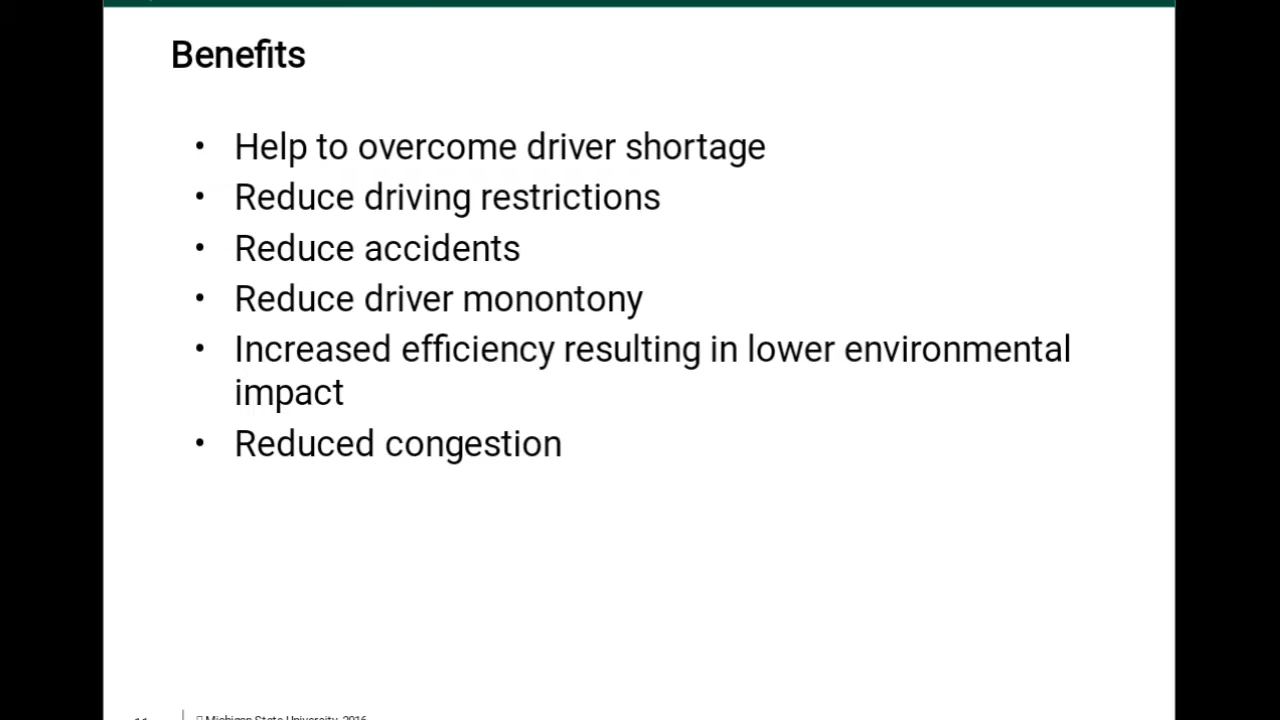 Benefits
• Help to overcome driver shortage
• Reduce driving restrictions
• Reduce accidents
• Reduce driver monontony
• Increased efficiency resulting in lower environmental
impact
• Reduced congestion
Michigan State University, 2016